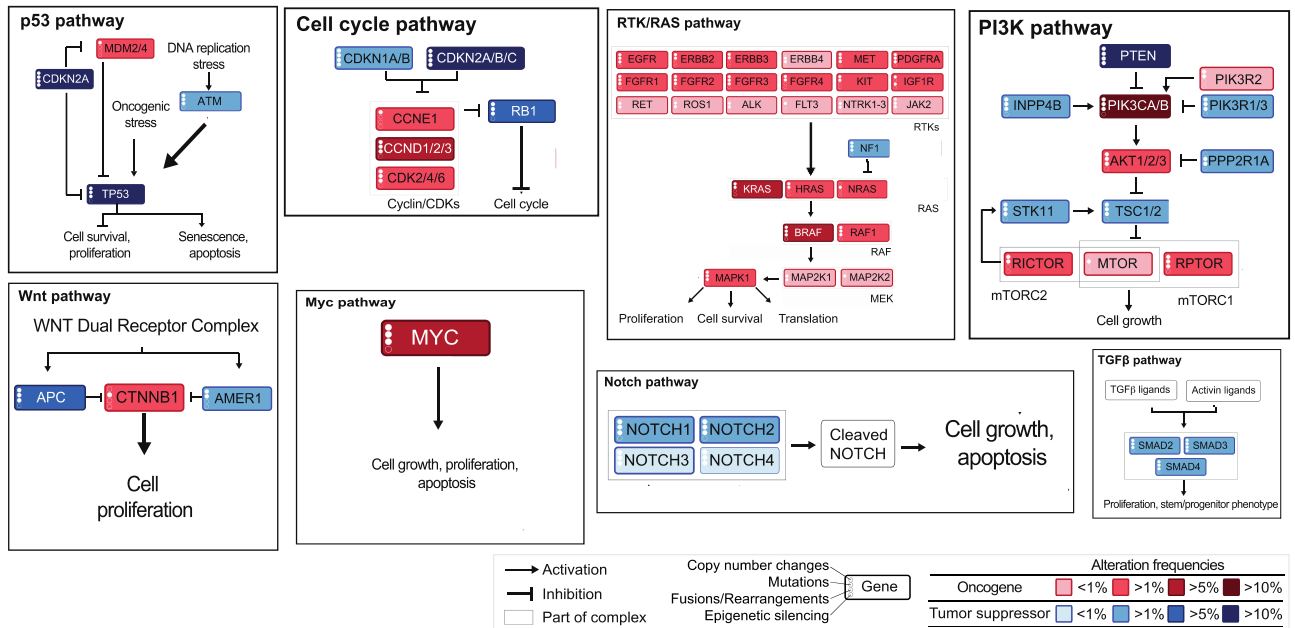 p53 pathway
MDM2/4
DNA replication
stress
CDKN2A
ATM
Oncogenic
stress
TP53
Cell survival,
proliferation
Senescence,
apoptosis
Cell cycle pathway
CDKN1A/B
CDKN2A/B/C
CCNE1
RB1
CCND1/2/3
CDK2/4/6
Cyclin/CDKs
Cell cycle
RTK/RAS pathway
EGFR
ERBB2
ERBB3
ERBB4
MET
PDGFRA
FGFR1
FGFR2
FGFR3
FGFR4
KIT
IGF1R
RET
ROS1
ALK
FLT3
NTRK1-3
JAK2
RTKs
NF1
KRAS
HRAS
NRAS
RAS
BRAF
RAF1
RAF
MAPK1
MAP2K1
MAP2K2
MEK
Proliferation
Cell survival
Translation
PI3K pathway
PTEN
PIK3R2
INPP4B
PIK3CA/B
PIK3R1/3
AKT1/2/3
PPP2R1A
STK11
TSC1/2
RICTOR
MTOR
RPTOR
mTORC2
mTORC1
Cell growth
Wnt pathway
WNT Dual Receptor Complex
APC
CTNNB1
AMER1
Cell
proliferation
Myc pathway
MYC
Cell growth, proliferation,
apoptosis
Notch pathway
NOTCH1
NOTCH2
NOTCH3
NOTCH4
Cleaved
NOTCH
Cell growth,
apoptosis
TGFβ pathway
TGFβ ligands
Activin ligands
SMAD2
SMAD3
SMAD4
Proliferation, stem/progenitor phenotype
Activation
Inhibition
Part of complex
Copy number changes
Mutations
Fusions/Rearrangements
Epigenetic silencing
Gene
Alteration frequencies
Oncogene <1% >1% >5% >10%
Tumor suppressor <1% >1% >5% >10%